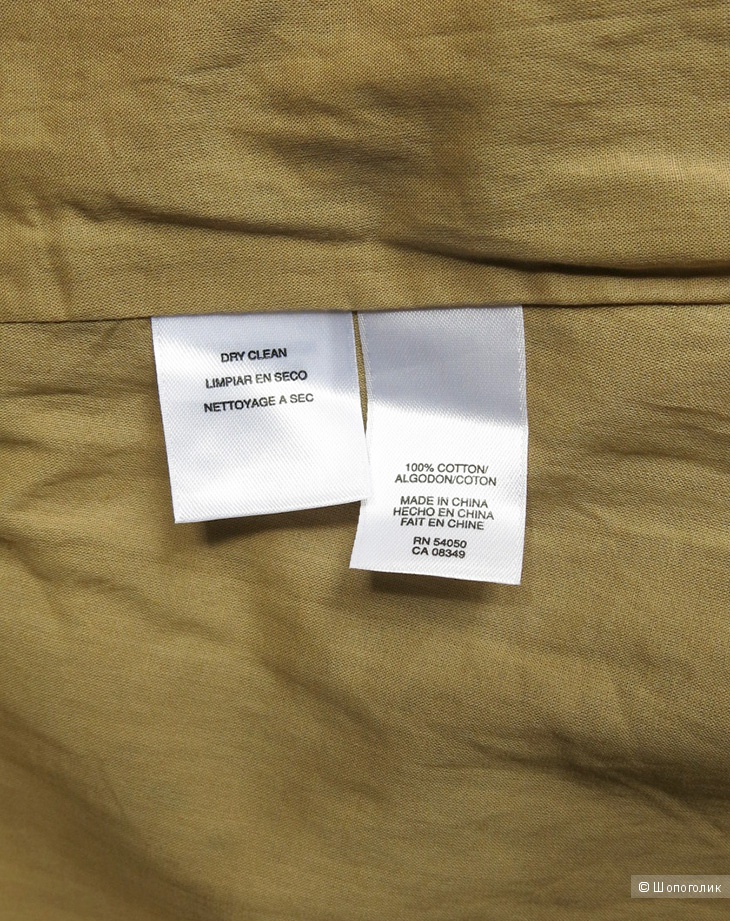 DRY CLEAN
LIMPIAR EN SECO
NETTOYAGE A SEC
100% COTTON/
ALGODON/COTON
MADE IN CHINA
HECHO EN CHINA
FAIT EN CHINE
RN 54050
CA 08349
© Шопоголик